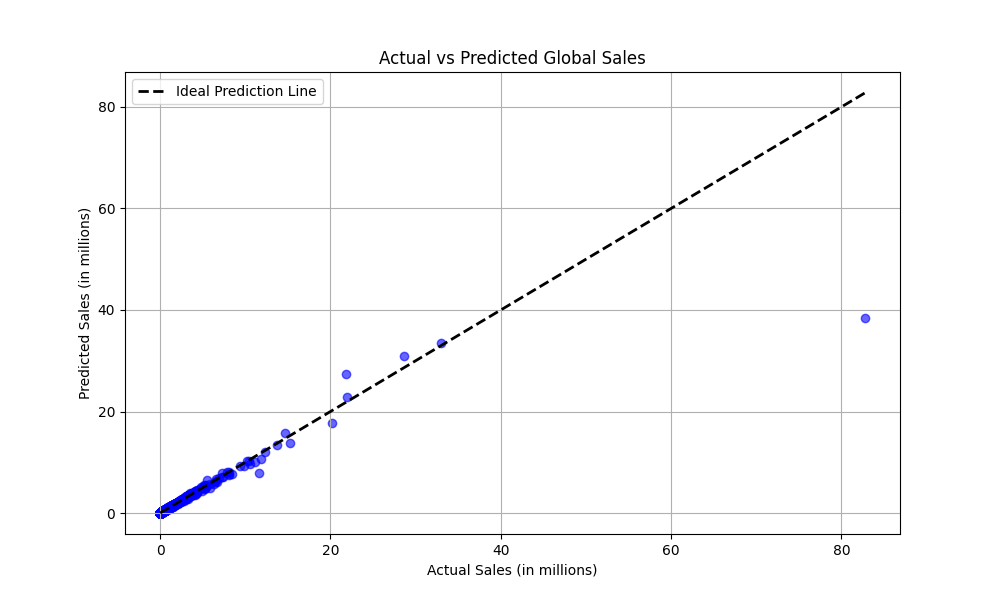 Actual vs Predicted Global Sales
Ideal Prediction Line
80
60
40
20
0
Predicted Sales (in millions)
0 20 40 60 80
Actual Sales (in millions)